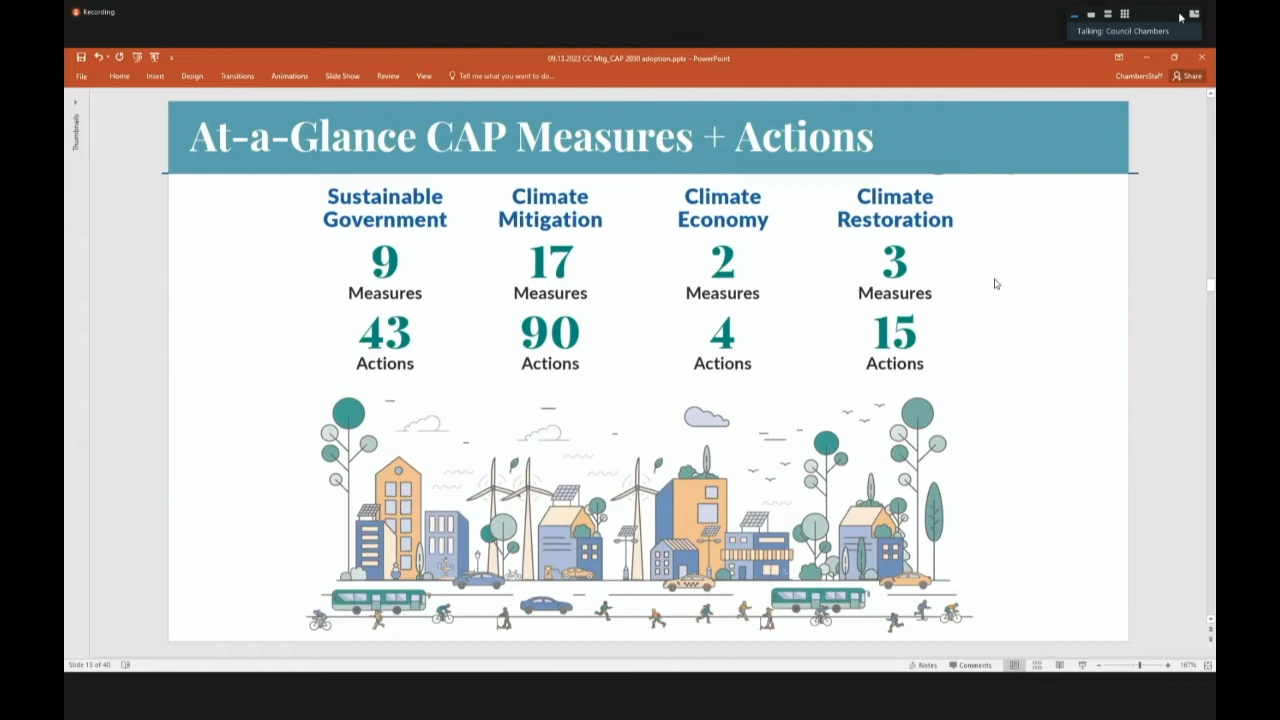 Recording
Talking: Council Chambers
09.13.2022 CC Mtg_CAP 2030 adoption.pptx - PowerPoint
File Home Insert Design Transitions Animations Slide Show Review View Tell me what you want to do...
ChambersStaff Share
Thumbnails
At-a-Glance CAP Measures + Actions
Sustainable Government
9
Measures
43
Actions
Climate Mitigation
17
Measures
90
Actions
Climate Economy
2
Measures
4
Actions
Climate Restoration
3
Measures
15
Actions
Slide 15 of 40
Notes Comments
167%